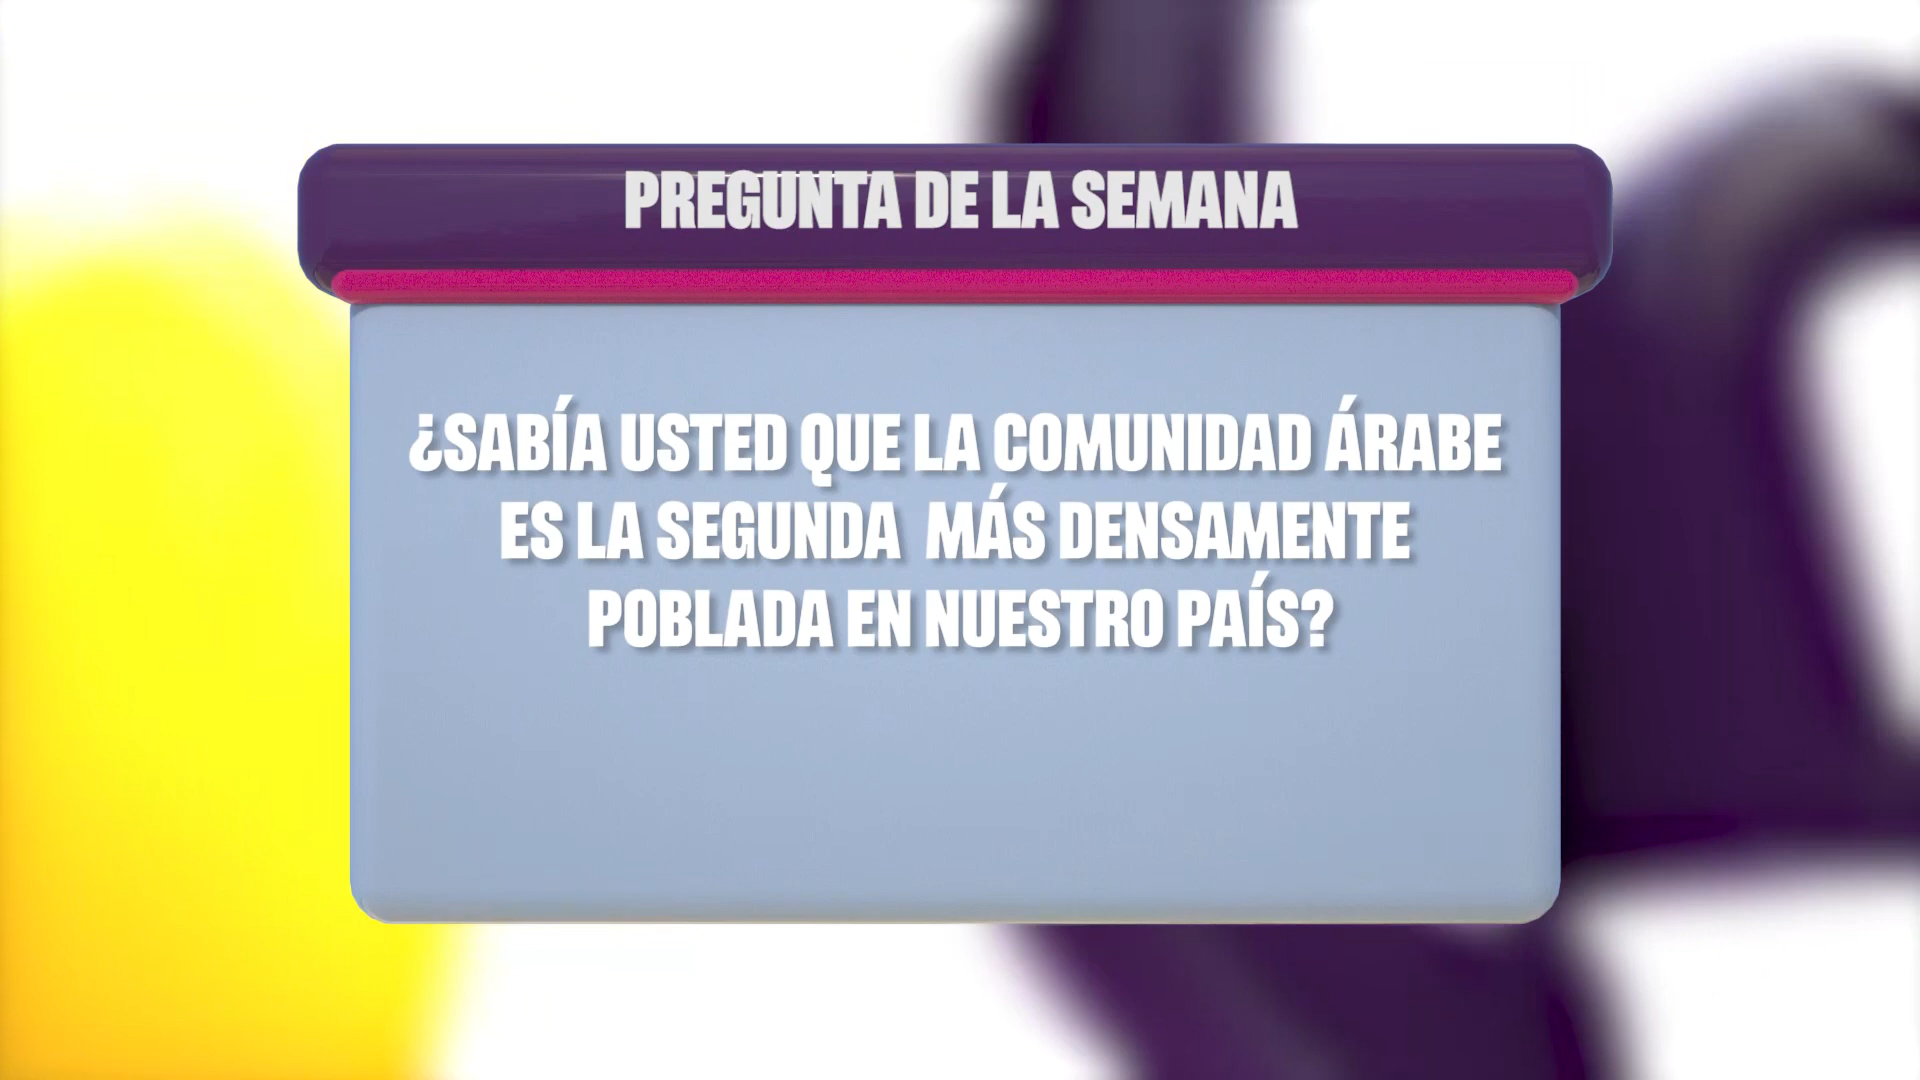 PREGUNTA DE LA SEMANA
¿SABÍA USTED QUE LA COMUNIDAD ÁRABE
ES LA SEGUNDA  MÁS DENSAMENTE
POBLADA EN NUESTRO PAÍS?